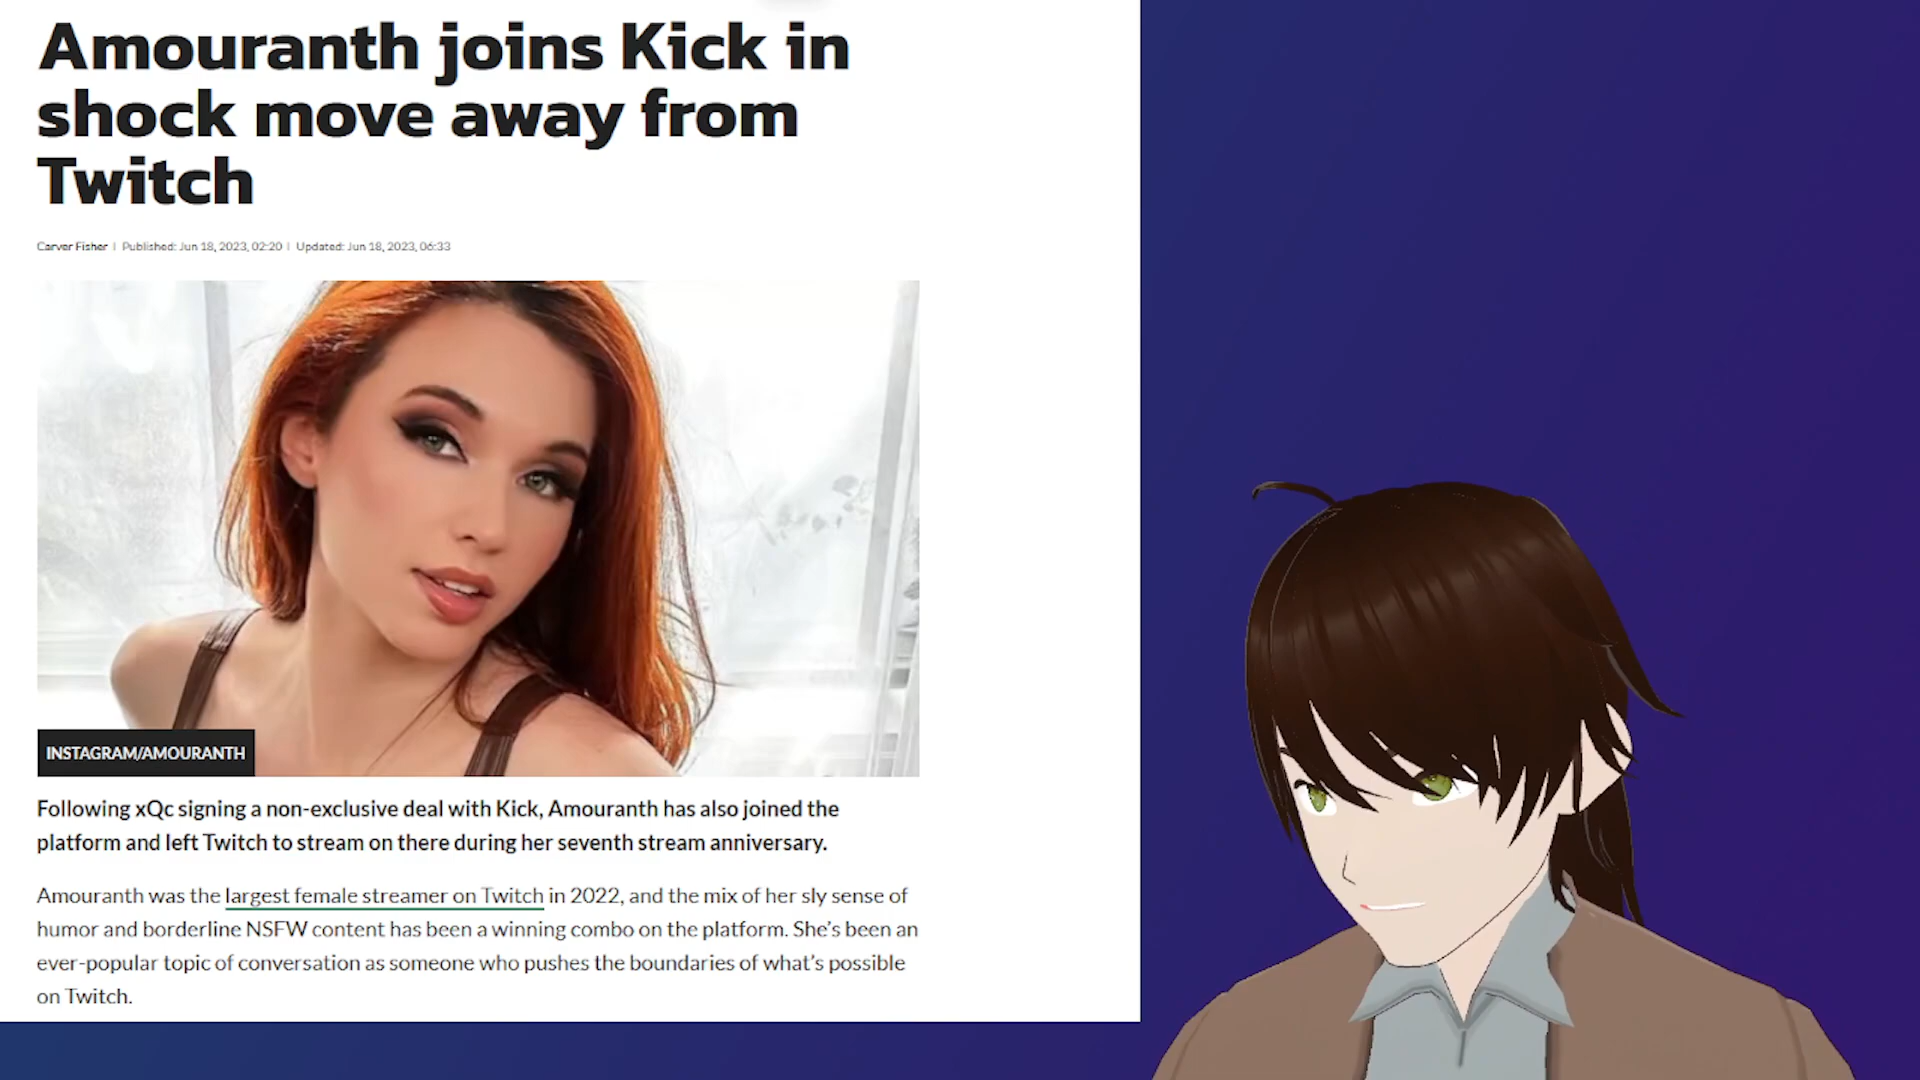 Amouranth joins Kick in
shock move away from
Twitch
Carver Fisher | Published: Jun 18, 2023, 02:20 | Updated: Jun 18, 2023, 06:33
INSTAGRAM/AMOURANTH
Following xQc signing a non-exclusive deal with Kick, Amouranth has also joined the
platform and left Twitch to stream on there during her seventh stream anniversary.
Amouranth was the largest female streamer on Twitch in 2022, and the mix of her sly sense of
humor and borderline NSFW content has been a winning combo on the platform. She's been an
ever-popular topic of conversation as someone who pushes the boundaries of what's possible
on Twitch.